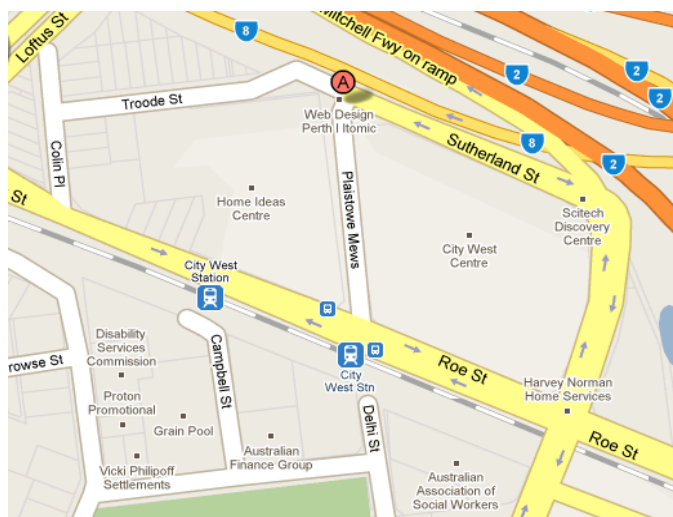 Loftus St
8
Mitchell Fwy on ramp
2
2
2
A
Troode St
Web Design
Perth | Itomic
Sutherland St
8
2
Colin Pl
Plaistowe Mews
Home Ideas
Centre
St
Scitech
Discovery
Centre
City West
Centre
City West
Station
Disability
Services
Commission
Campbell St
City
West Stn
Roe St
rowse St
Harvey Norman
Home Services
Proton
Promotional
Delhi St
Grain Pool
Roe St
Australian
Finance Group
Vicki Philipoff
Settlements
Australian
Association of
Social Workers